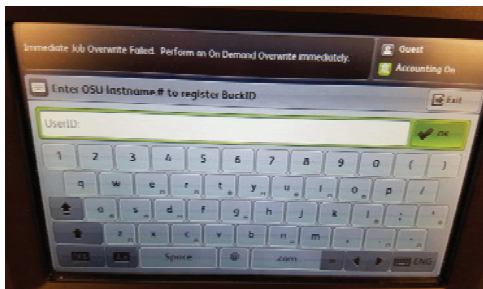 Immediate Job Overwrite Failed. Perform an On Demand Overwrite immediately.
Guest
Accounting On
Enter OSU lastname# to register BuckID
Exit
UserID:
OK
1 2 3 4 5 6 7 8 9 0 ( )
q w e r t y u i o p /
a s d f g h j k l ; '
z x c v b n m , . -
Space @ .com ENG